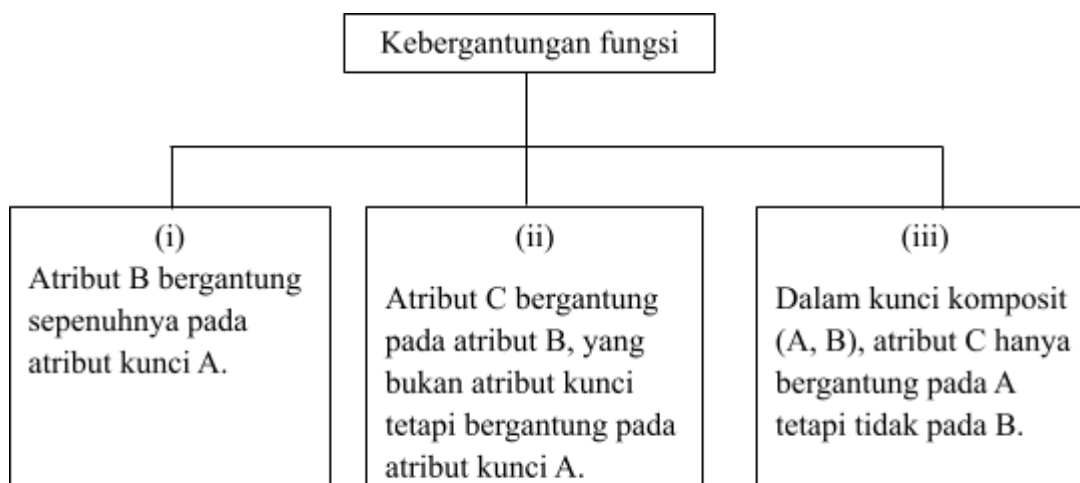 Kebergantungan fungsi
(i)
Atribut B bergantung
sepenuhnya pada
atribut kunci A.
(ii)
Atribut C bergantung
pada atribut B, yang
bukan atribut kunci
tetapi bergantung pada
atribut kunci A.
(iii)
Dalam kunci komposit
(A, B), atribut C hanya
bergantung pada A
tetapi tidak pada B.